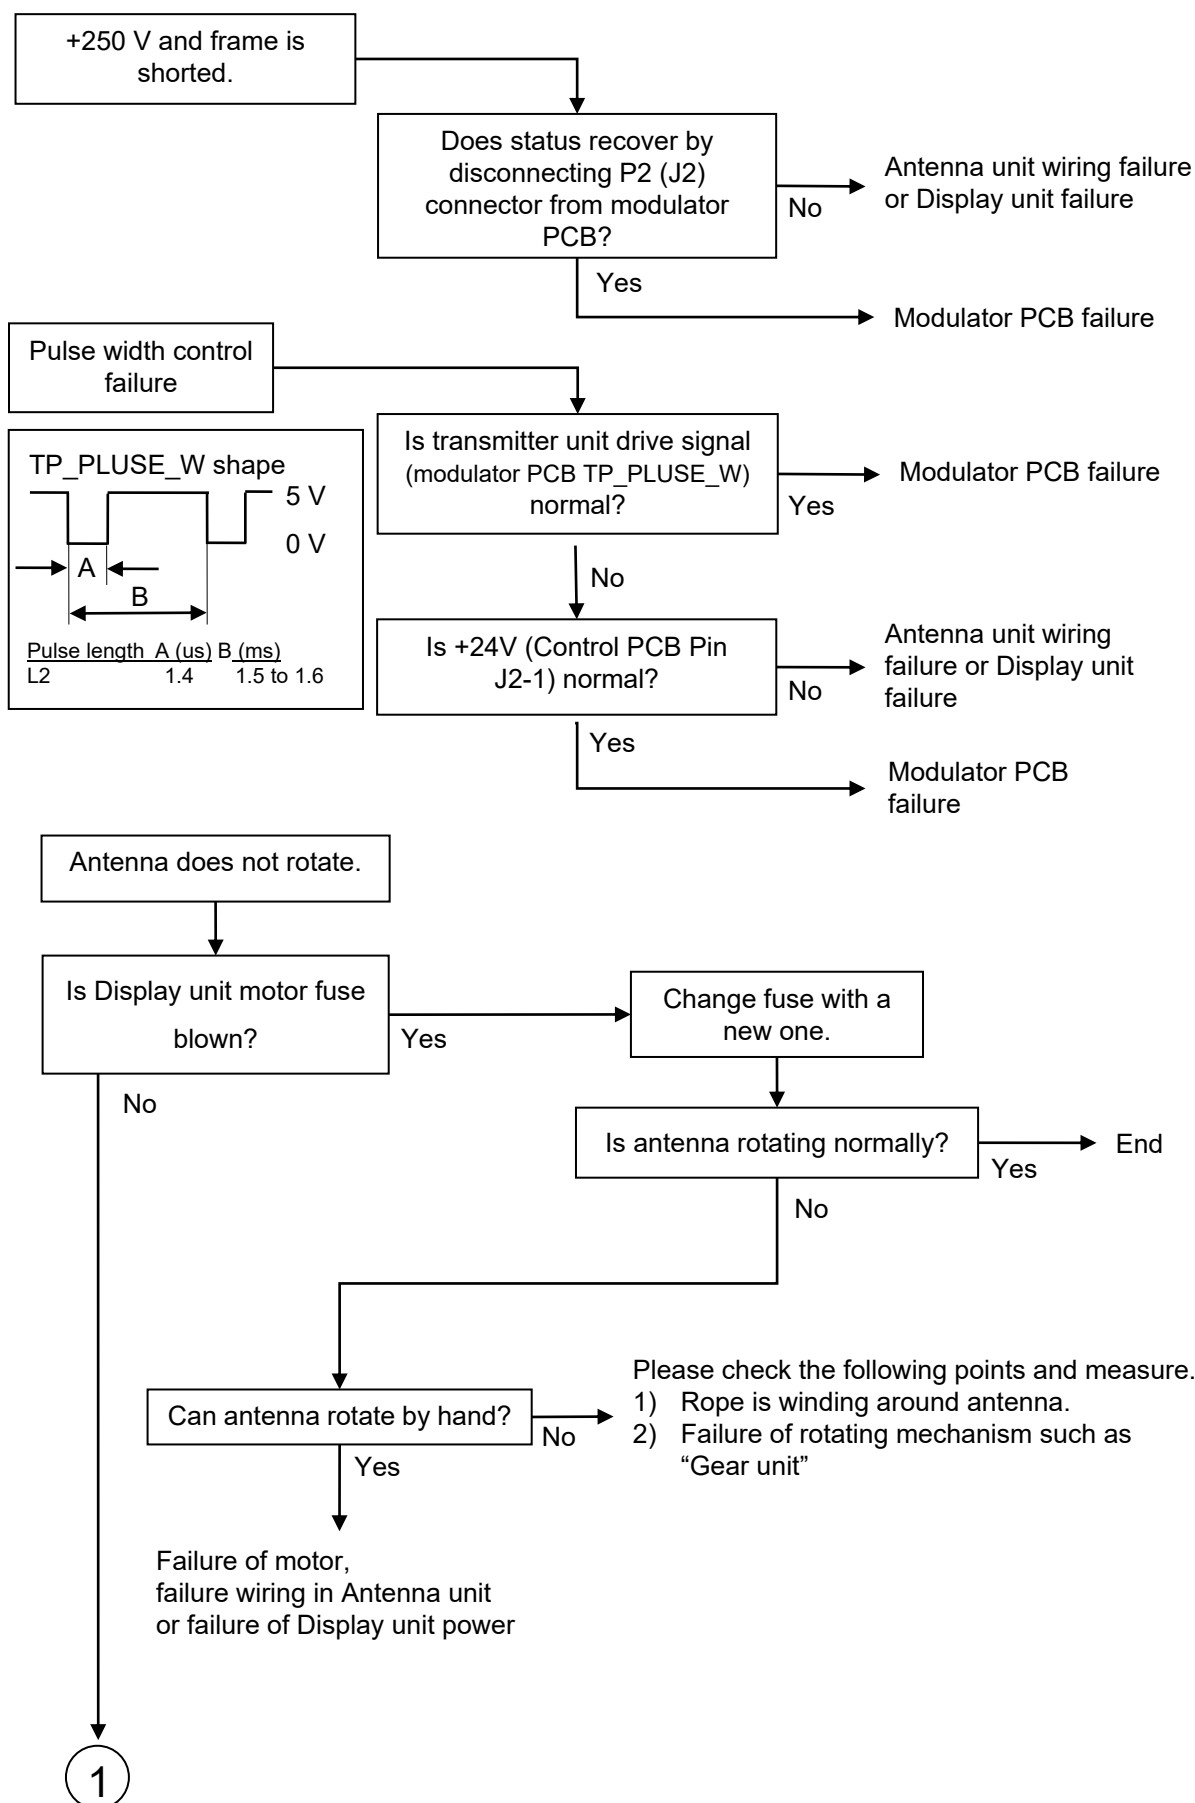 +250 V and frame is
shorted.
Does status recover by
disconnecting P2 (J2)
connector from modulator
PCB?
No
Antenna unit wiring failure
or Display unit failure
Yes
Modulator PCB failure
Pulse width control
failure
Is transmitter unit drive signal
(modulator PCB TP_PLUSE_W)
normal?
Yes
Modulator PCB failure
TP_PLUSE_W shape
5 V
0 V
A
B
Pulse length A (us) B (ms)
L2 1.4 1.5 to 1.6
No
Is +24V (Control PCB Pin
J2-1) normal?
No
Antenna unit wiring
failure or Display unit
failure
Yes
Modulator PCB
failure
Antenna does not rotate.
Is Display unit motor fuse
blown?
Yes
Change fuse with a
new one.
No
Is antenna rotating normally?
Yes
End
No
Can antenna rotate by hand?
No
Please check the following points and measure.
1) Rope is winding around antenna.
2) Failure of rotating mechanism such as
“Gear unit”
Yes
Failure of motor,
failure wiring in Antenna unit
or failure of Display unit power
1